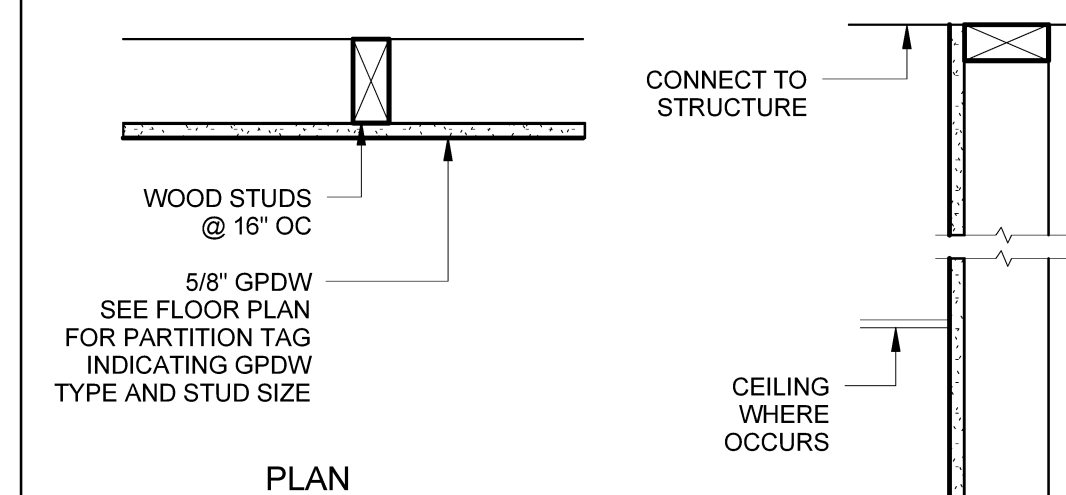 WOOD STUDS
@ 16" OC
5/8" GPDW
SEE FLOOR PLAN
FOR PARTITION TAG
INDICATING GPDW
TYPE AND STUD SIZE
PLAN
CONNECT TO
STRUCTURE
CEILING
WHERE
OCCURS